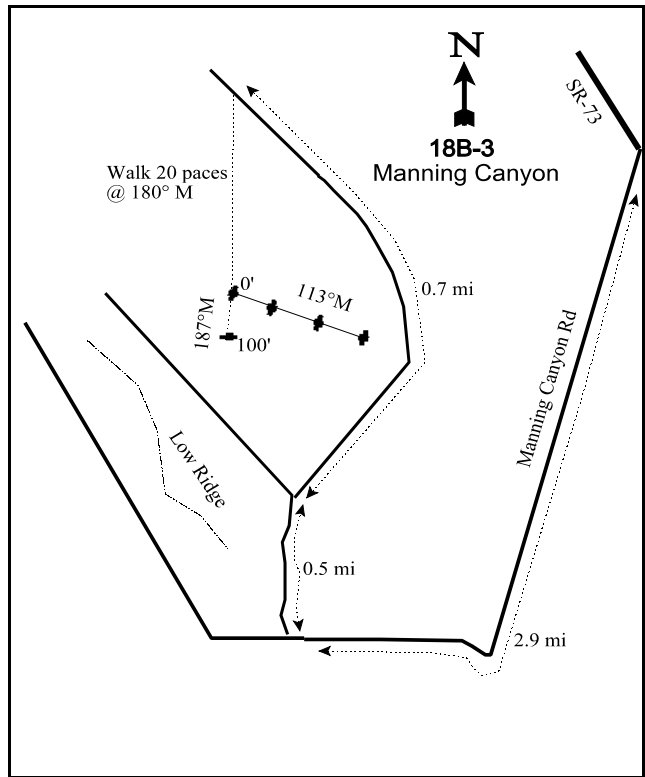 N
SR-73
18B-3
Manning Canyon
Walk 20 paces
@ 180° M
0'
113°M
0.7 mi
187°M
100'
Manning Canyon Rd
Low Ridge
0.5 mi
2.9 mi